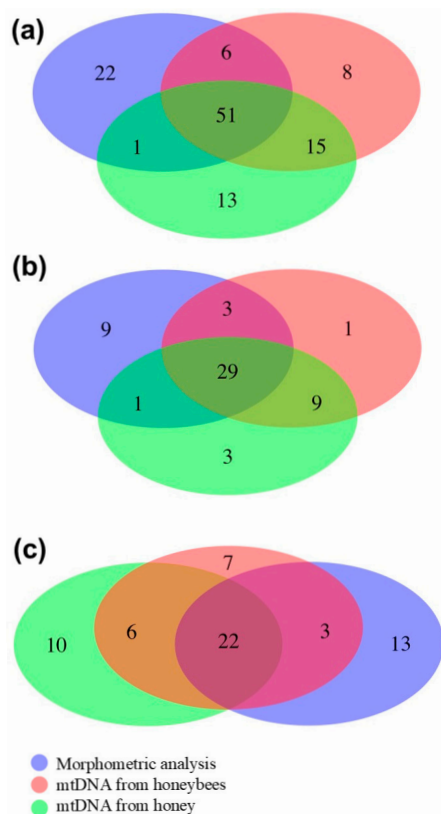 (a)
22 6 8
51
1 15
13
(b)
9 3 1
29
1 9
3
(c)
7
10 6 22 3 13
Morphometric analysis
mtDNA from honeybees
mtDNA from honey